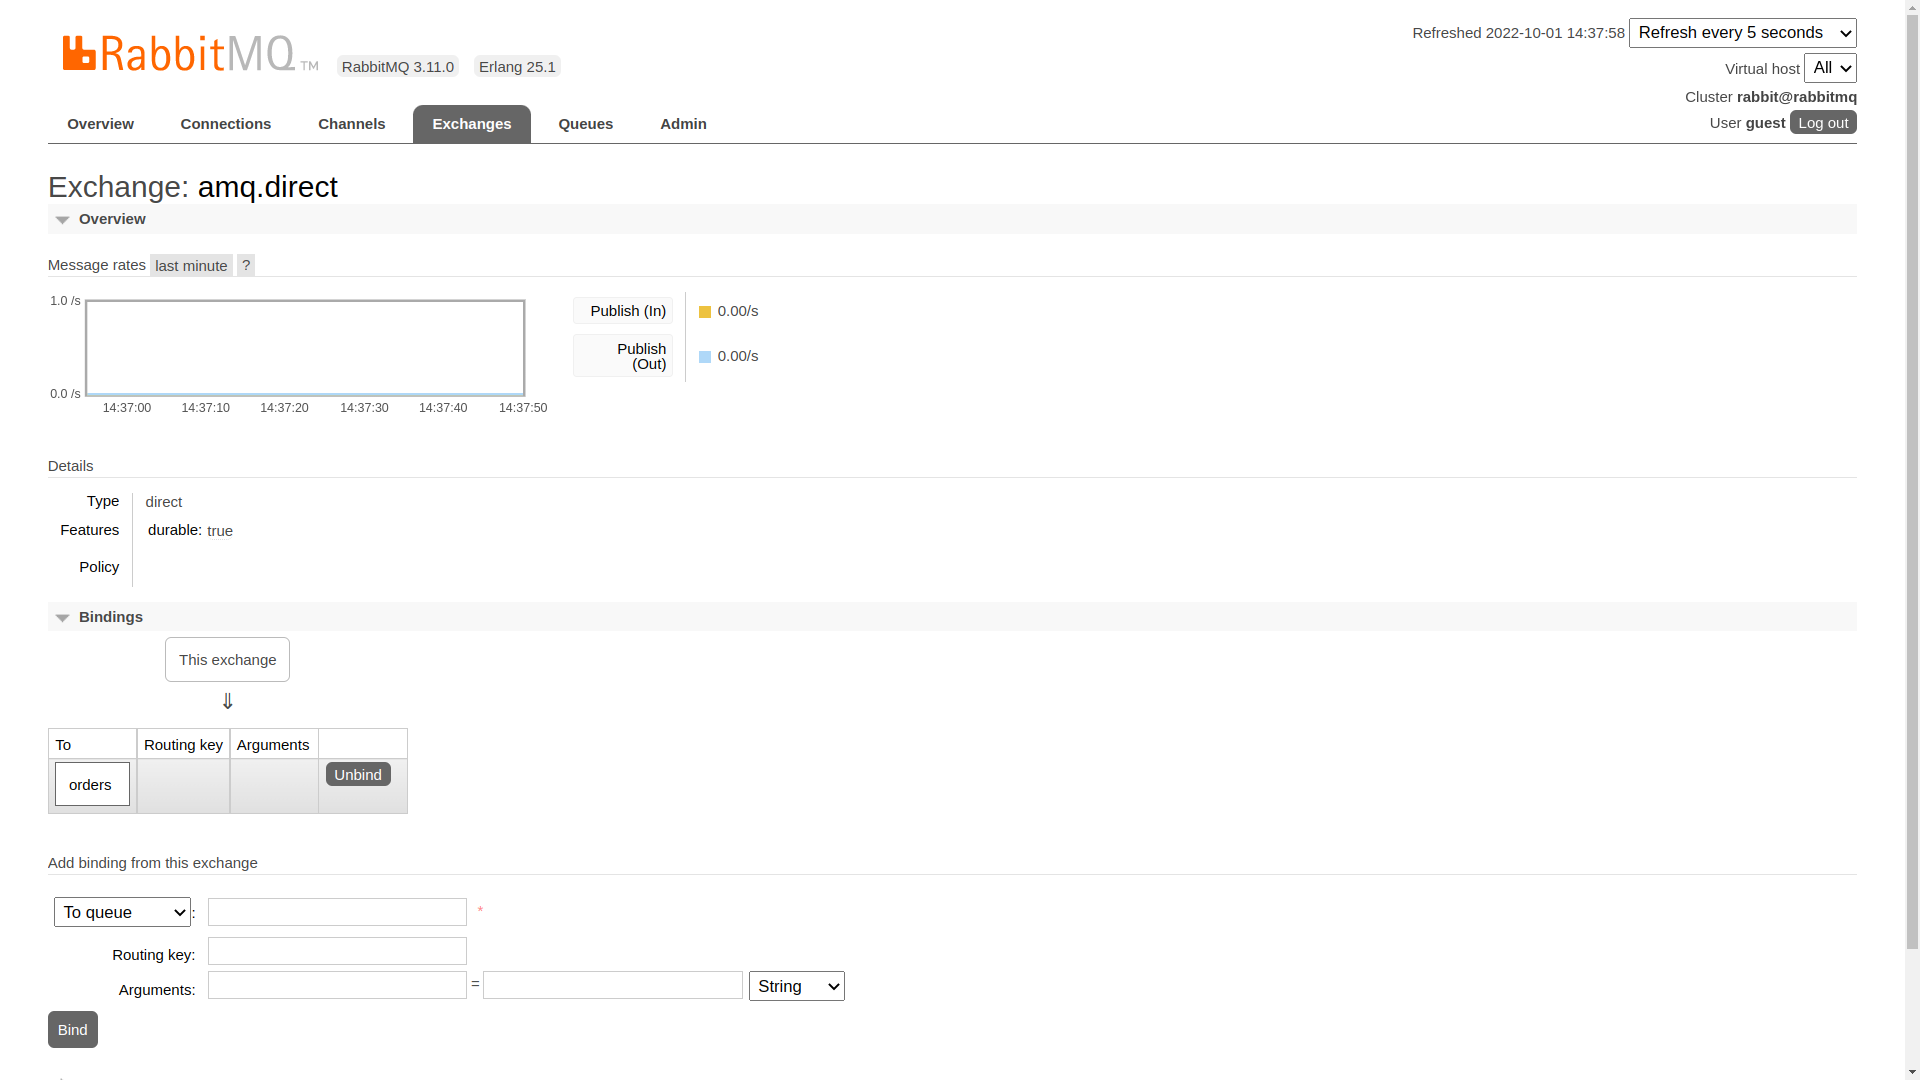 RabbitMQ TM RabbitMQ 3.11.0 Erlang 25.1
Refreshed 2022-10-01 14:37:58 Refresh every 5 seconds
Virtual host All
Cluster rabbit@rabbitmq
User guest Log out
Overview Connections Channels Exchanges Queues Admin
Exchange: amq.direct
Overview
Message rates last minute ?
1.0 /s
0.0 /s
14:37:00 14:37:10 14:37:20 14:37:30 14:37:40 14:37:50
Publish (In) 0.00/s
Publish
(Out) 0.00/s
Details
Type direct
Features durable: true
Policy
Bindings
This exchange
⇓
To Routing key Arguments
orders Unbind
Add binding from this exchange
To queue : *
Routing key:
Arguments: = String
Bind